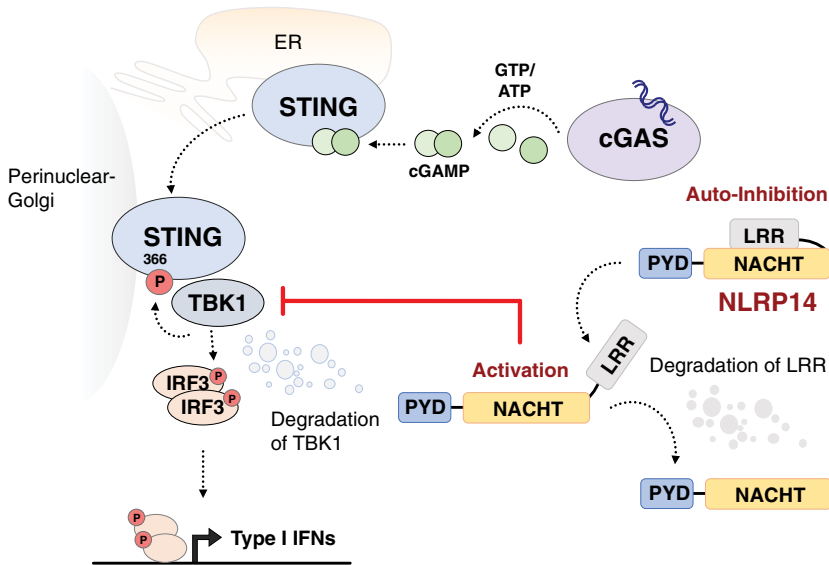 ER
GTP/
ATP
STING
cGAS
cGAMP
Perinuclear-
Golgi
Auto-Inhibition
LRR
STING
366
PYD
NACHT
P
TBK1
NLRP14
LRR
Activation
Degradation of LRR
IRF3
P
IRF3
P
PYD
NACHT
Degradation
of TBK1
PYD
NACHT
P
P
Type I IFNs